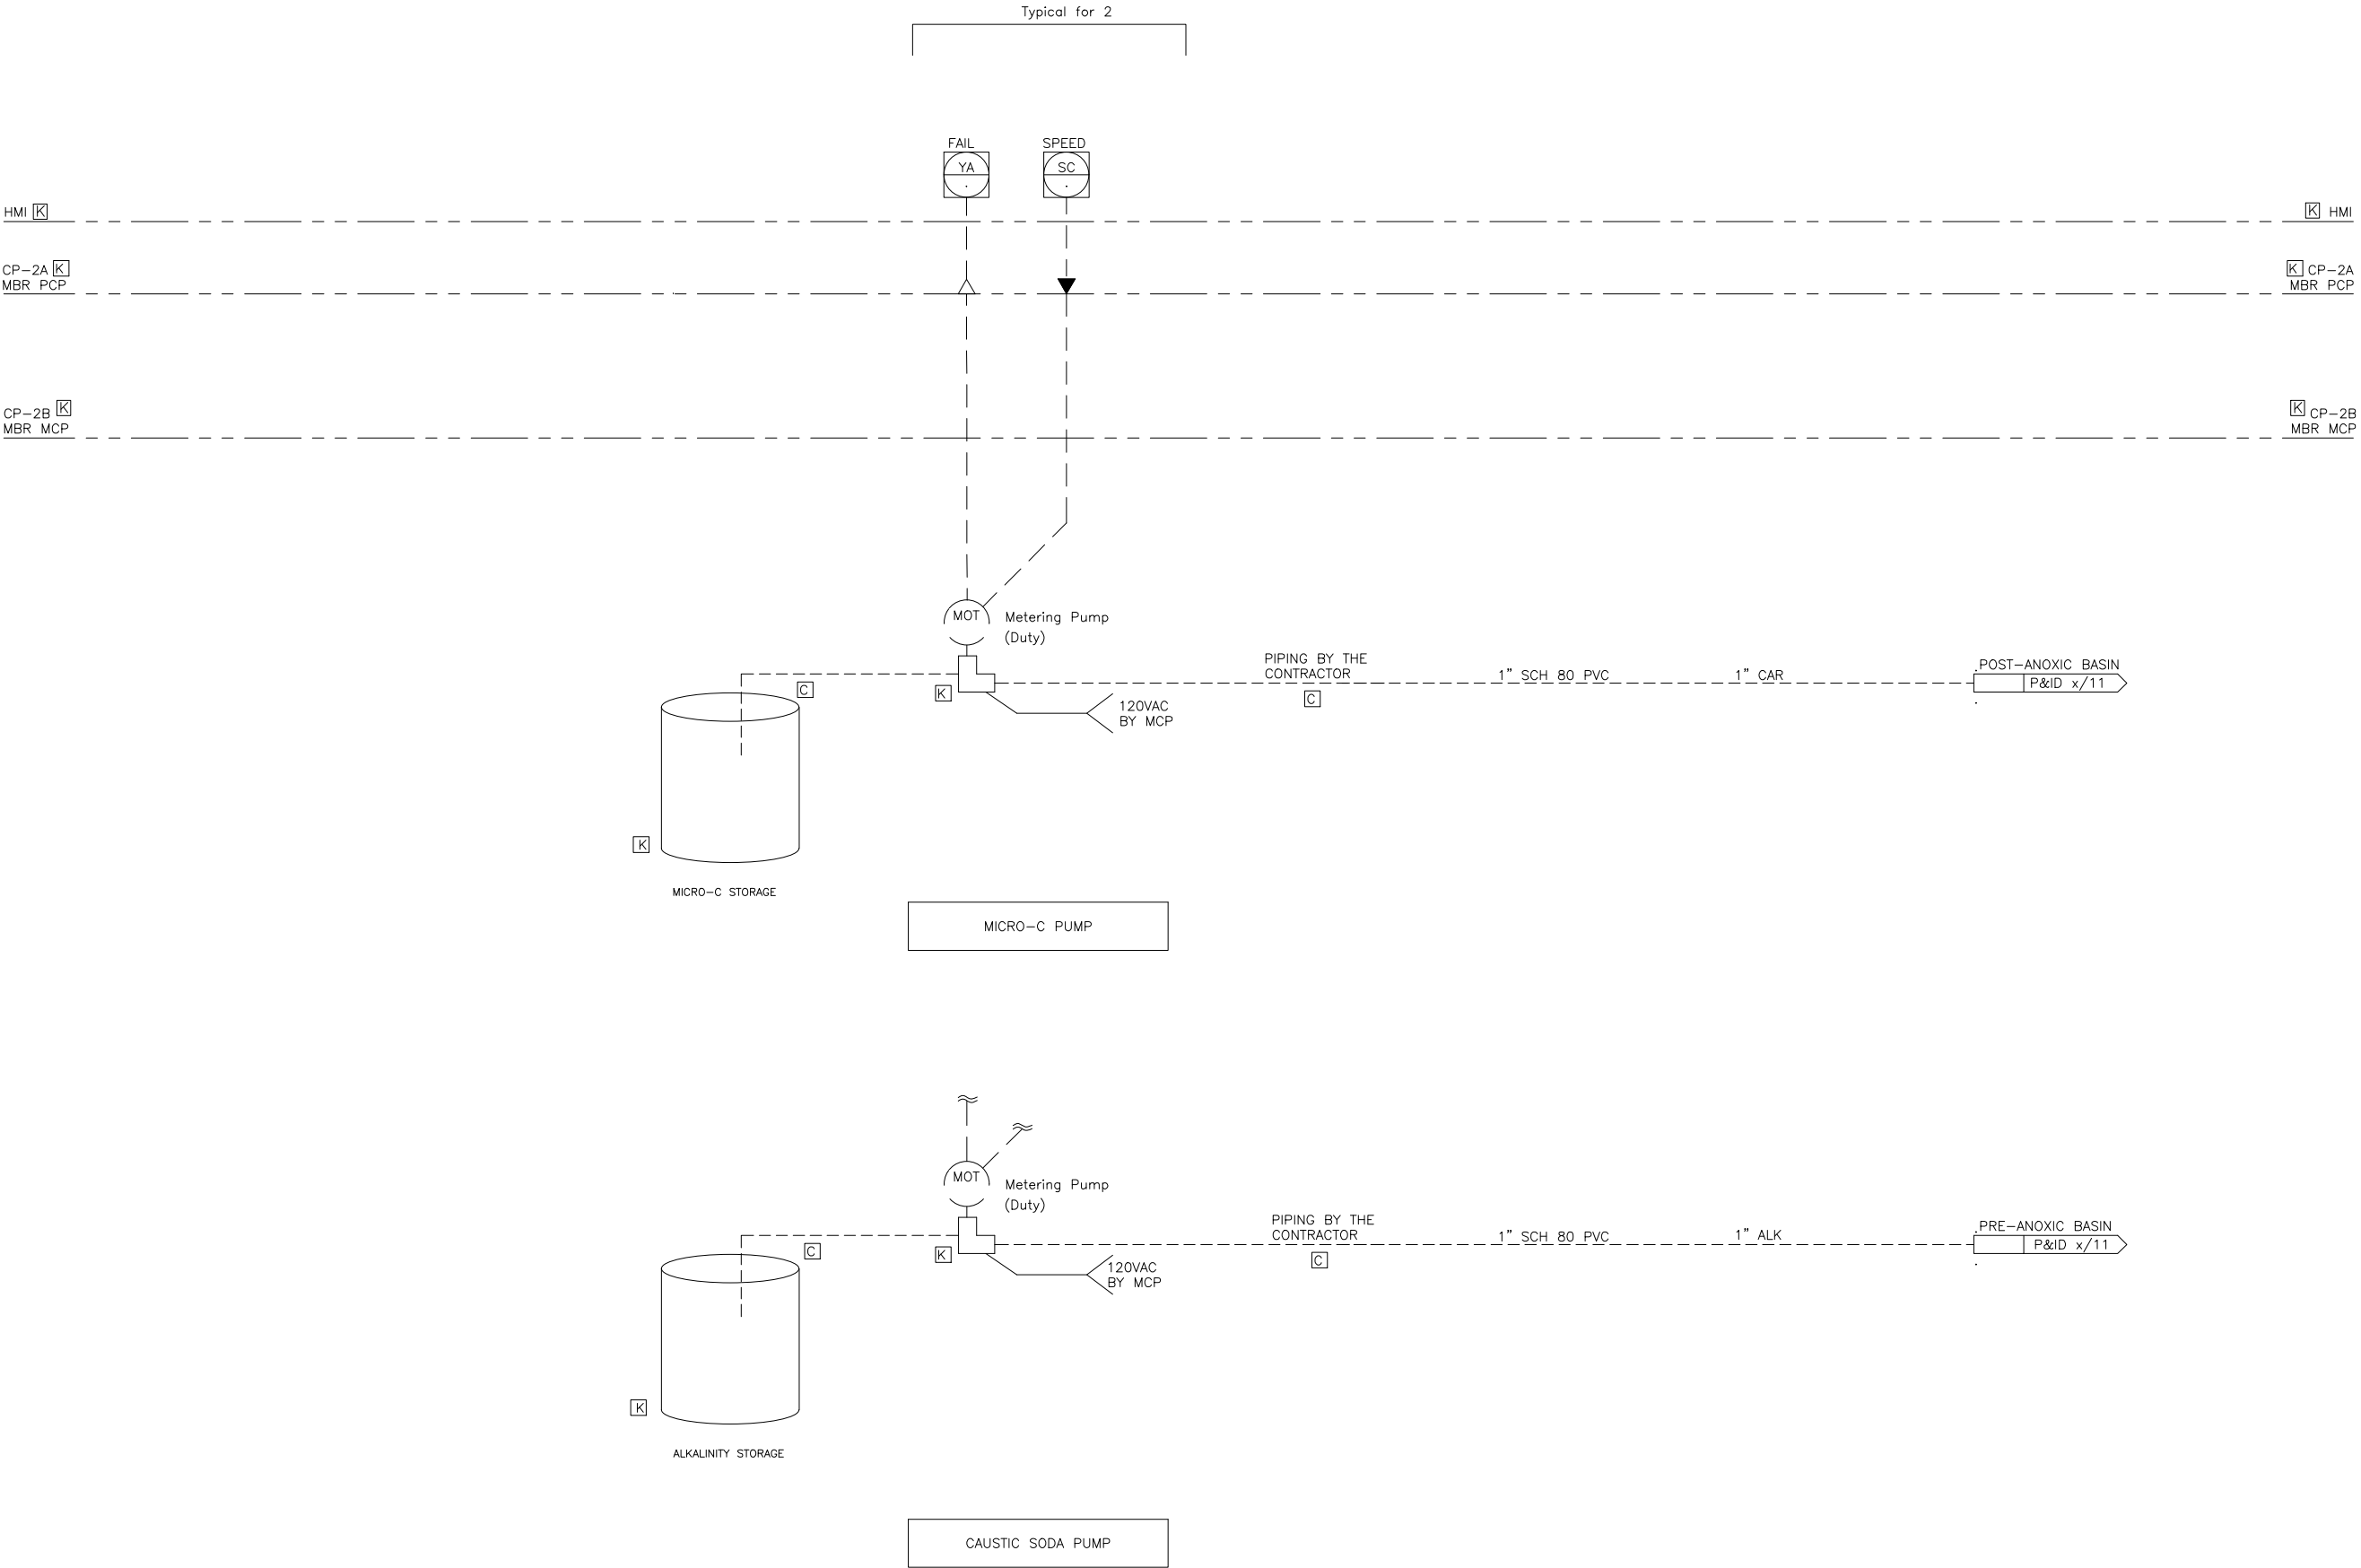 Typical for 2
FAIL
SPEED
YA
SC
HMI K
K HMI
CP-2A K
MBR PCP
K CP-2A
MBR PCP
CP-2B K
MBR MCP
K CP-2B
MBR MCP
MOT
Metering Pump
(Duty)
PIPING BY THE
CONTRACTOR
C
1" SCH 80 PVC
1" CAR
POST-ANOXIC BASIN
P&ID x/11
C
K
120VAC
BY MCP
K
MICRO-C STORAGE
MICRO-C PUMP
MOT
Metering Pump
(Duty)
PIPING BY THE
CONTRACTOR
C
1" SCH 80 PVC
1" ALK
PRE-ANOXIC BASIN
P&ID x/11
C
K
120VAC
BY MCP
K
ALKALINITY STORAGE
CAUSTIC SODA PUMP